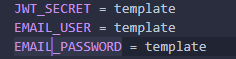 JWT_SECRET = template
EMAIL_USER = template
EMAIL_PASSWORD = template